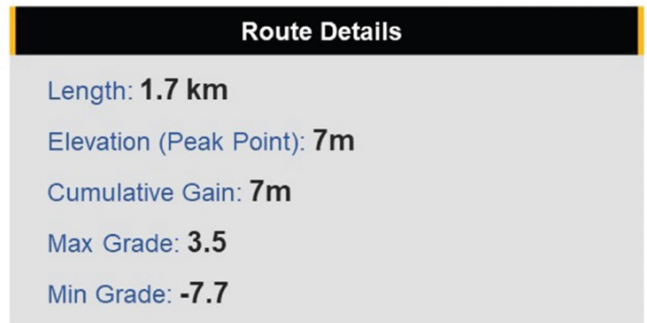 Route Details
Length: 1.7 km
Elevation (Peak Point): 7m
Cumulative Gain: 7m
Max Grade: 3.5
Min Grade: -7.7